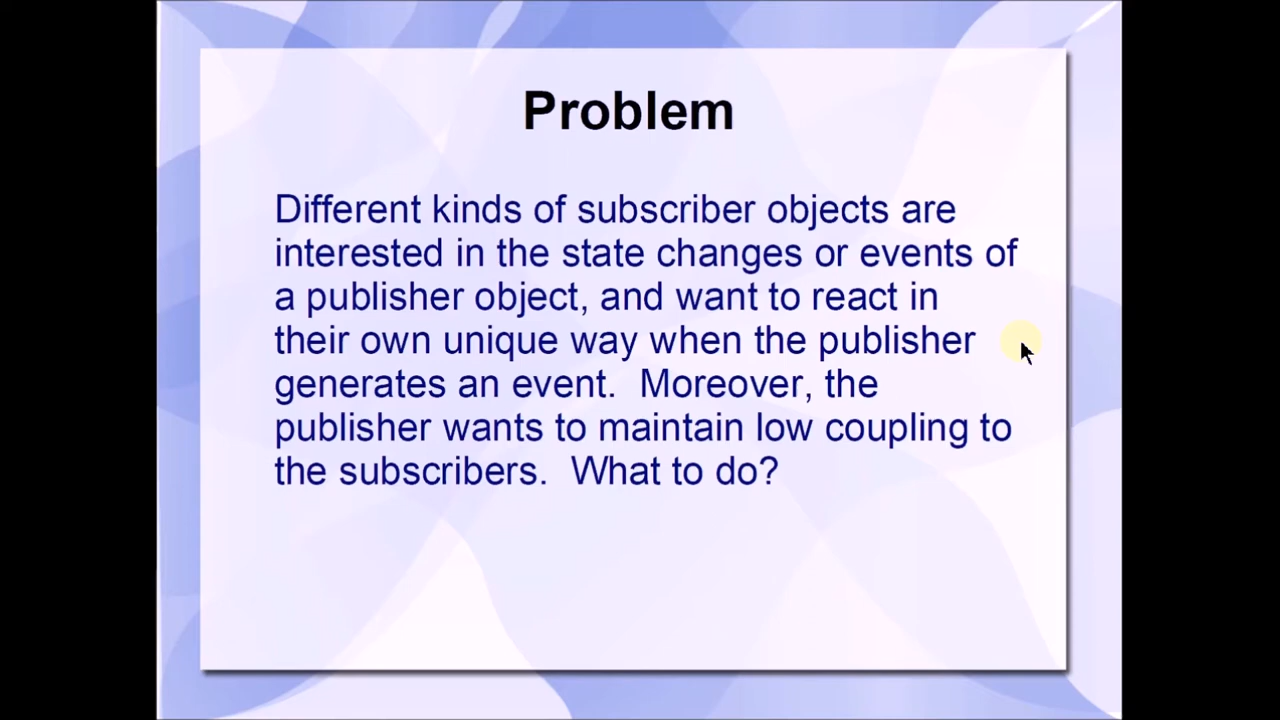 Problem
Different kinds of subscriber objects are
interested in the state changes or events of
a publisher object, and want to react in
their own unique way when the publisher
generates an event.  Moreover, the
publisher wants to maintain low coupling to
the subscribers.  What to do?